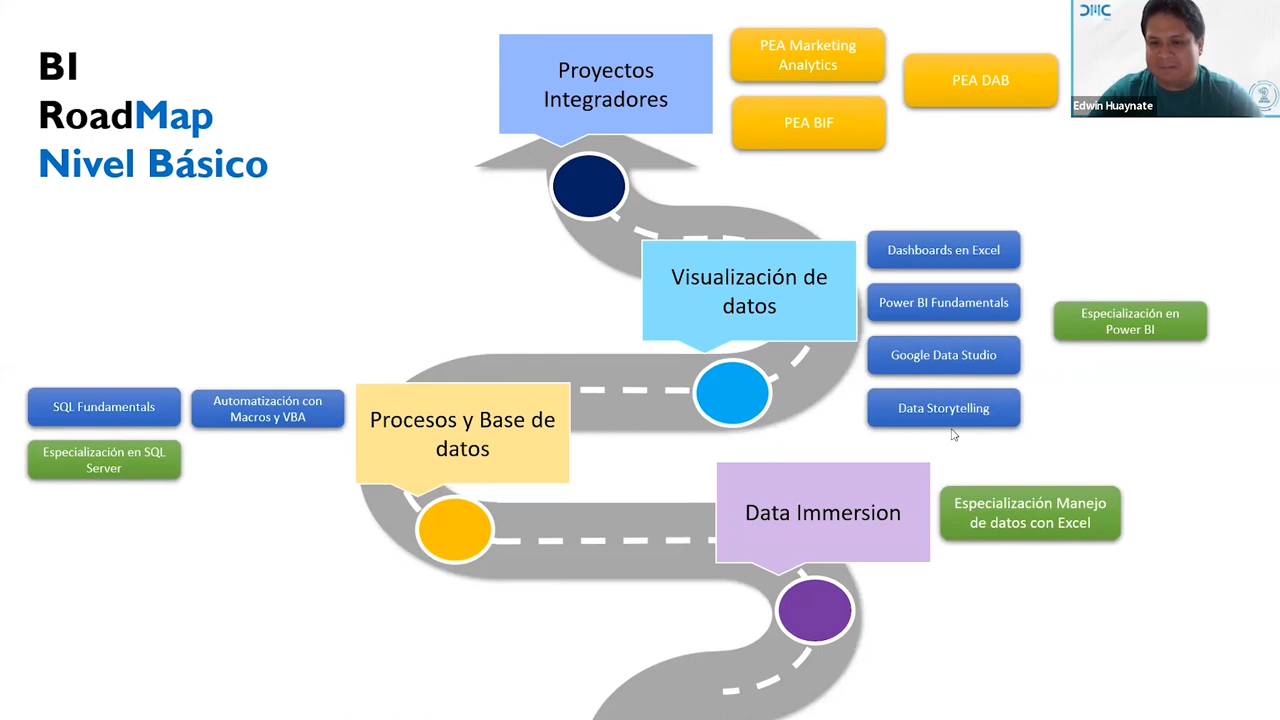 BI
RoadMap
Nivel Básico
Proyectos
Integradores
PEA Marketing
Analytics
PEA BIF
PEA DAB
DMC
Edwin Huaynate
Visualización de
datos
Dashboards en Excel
Power BI Fundamentals
Google Data Studio
Data Storytelling
Especialización en
Power BI
SQL Fundamentals
Automatización con
Macros y VBA
Especialización en SQL
Server
Procesos y Base de
datos
Data Immersion
Especialización Manejo
de datos con Excel